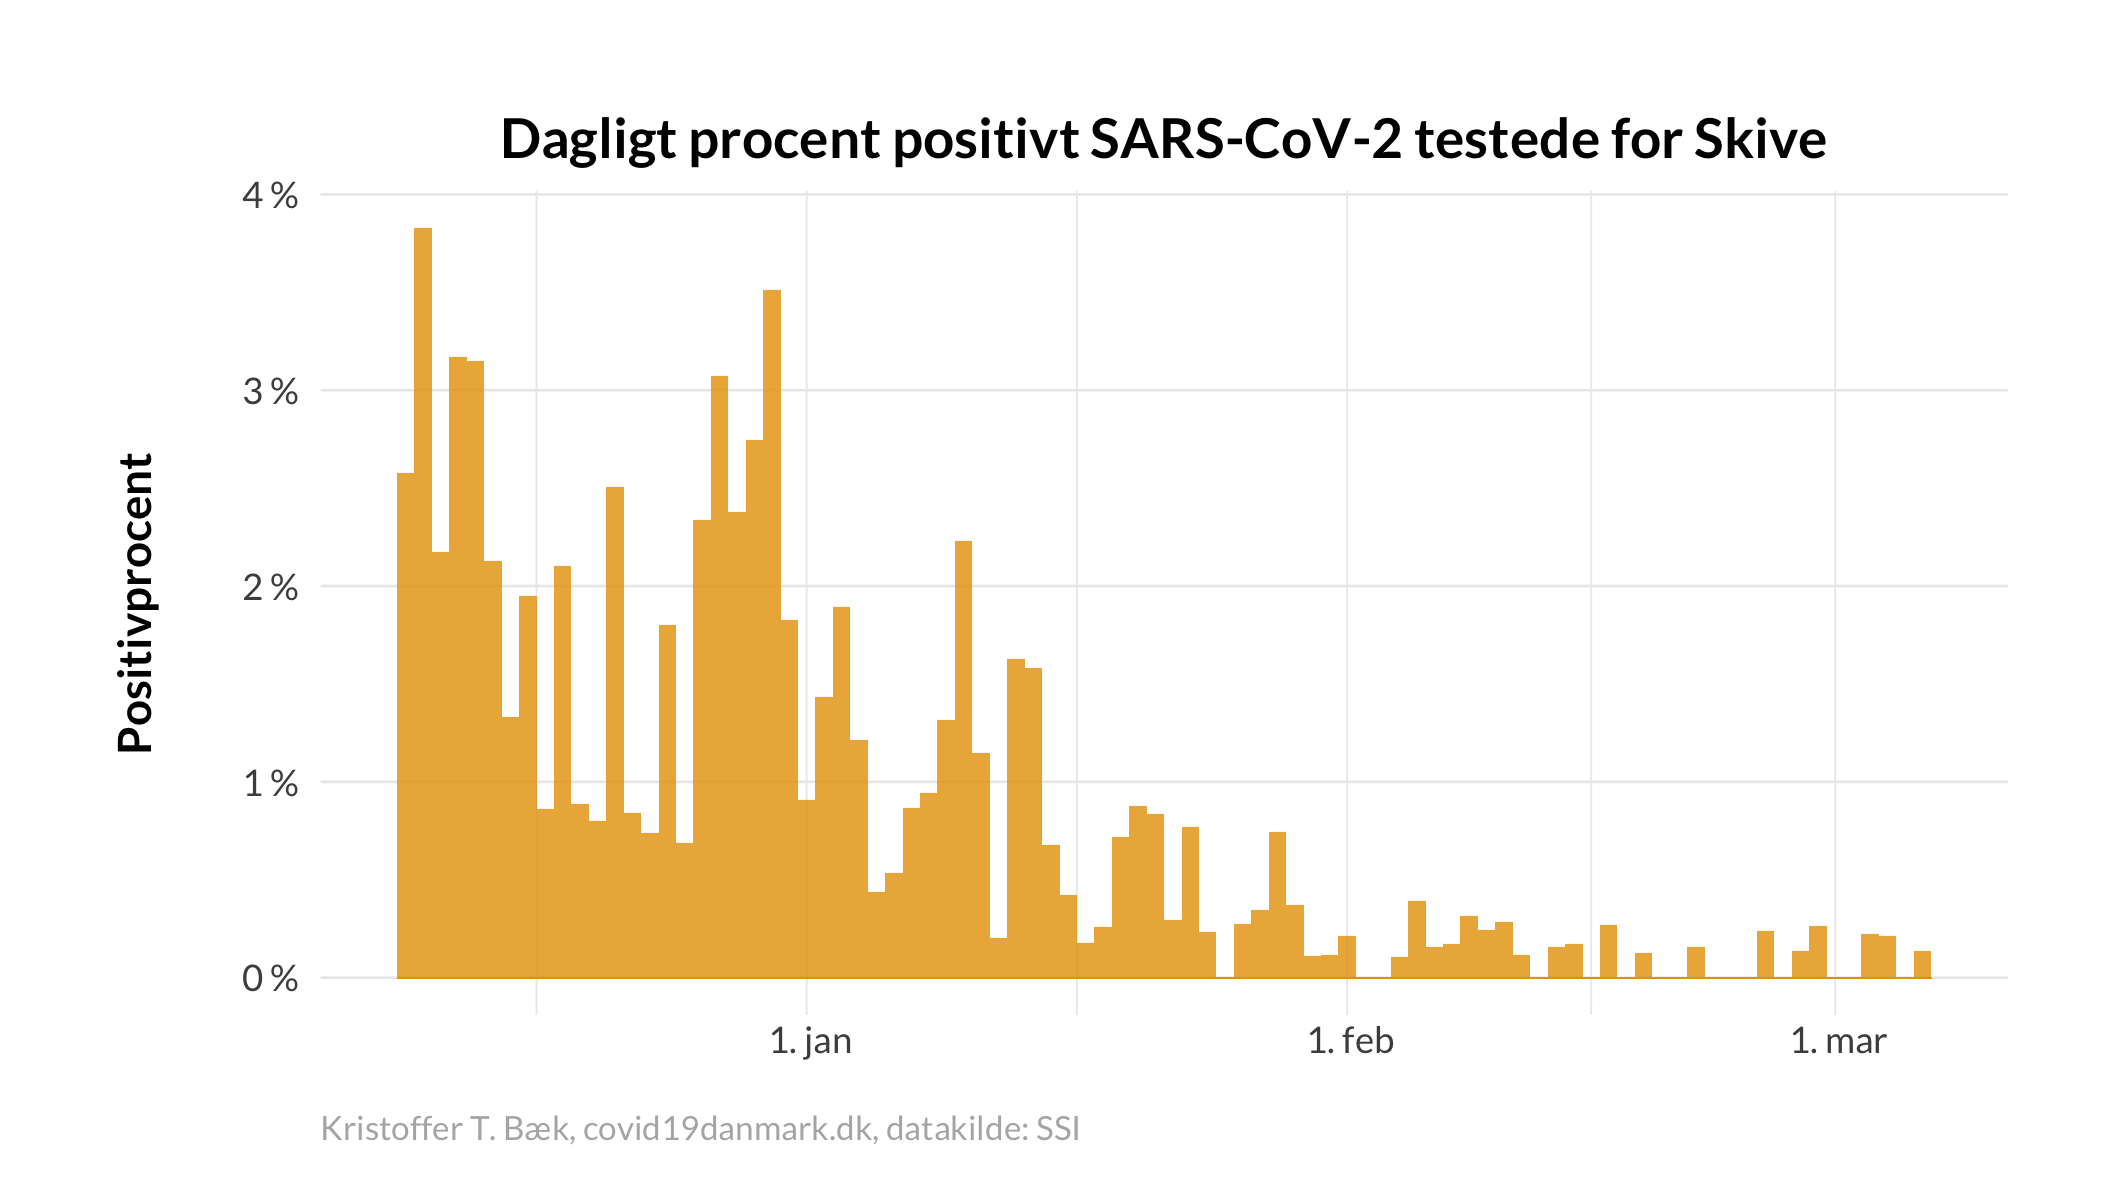 Dagligt procent positivt SARS-CoV-2 testede for Skive
4 %
3 %
2 %
1 %
0 %
Positivprocent
1. jan
1. feb
1. mar
Kristoffer T. Bæk, covid19danmark.dk, datakilde: SSI